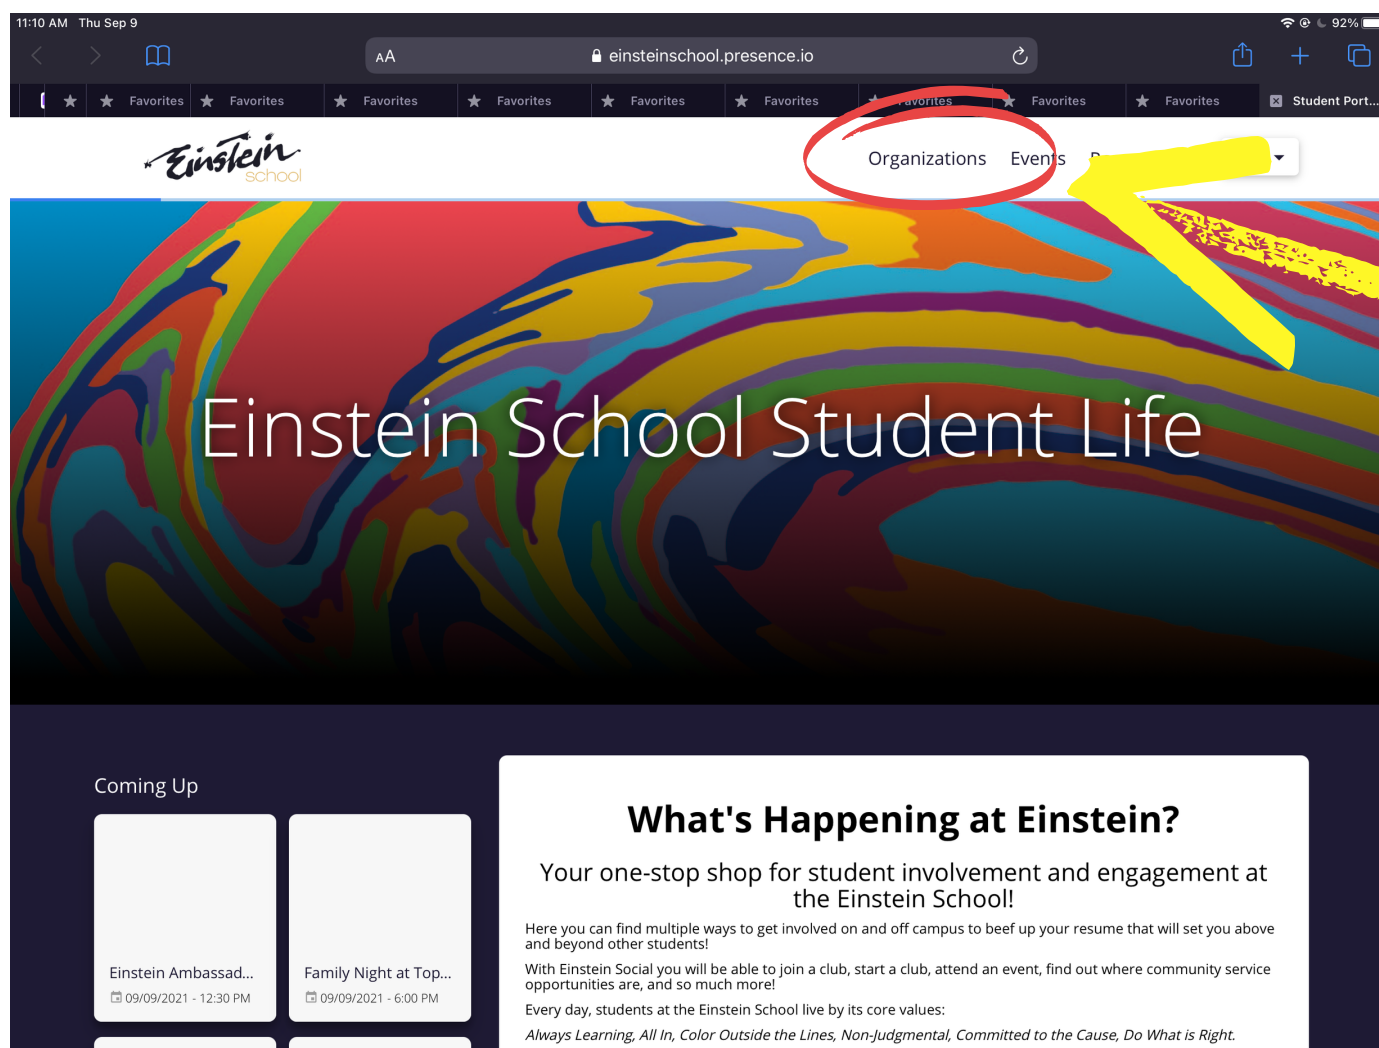 11:10 AM Thu Sep 9
92%
AA
einsteinschool.presence.io
Favorites
Favorites
Favorites
Favorites
Favorites
Favorites
Favorites
Favorites
Favorites
Student Port...
Einstein
school
Organizations
Events
Einstein School Student Life
Coming Up
Einstein Ambassad...
09/09/2021 - 12:30 PM
Family Night at Top...
09/09/2021 - 6:00 PM
What's Happening at Einstein?
Your one-stop shop for student involvement and engagement at
the Einstein School!
Here you can find multiple ways to get involved on and off campus to beef up your resume that will set you above
and beyond other students!
With Einstein Social you will be able to join a club, start a club, attend an event, find out where community service
opportunities are, and so much more!
Every day, students at the Einstein School live by its core values:
Always Learning, All In, Color Outside the Lines, Non-Judgmental, Committed to the Cause, Do What is Right.